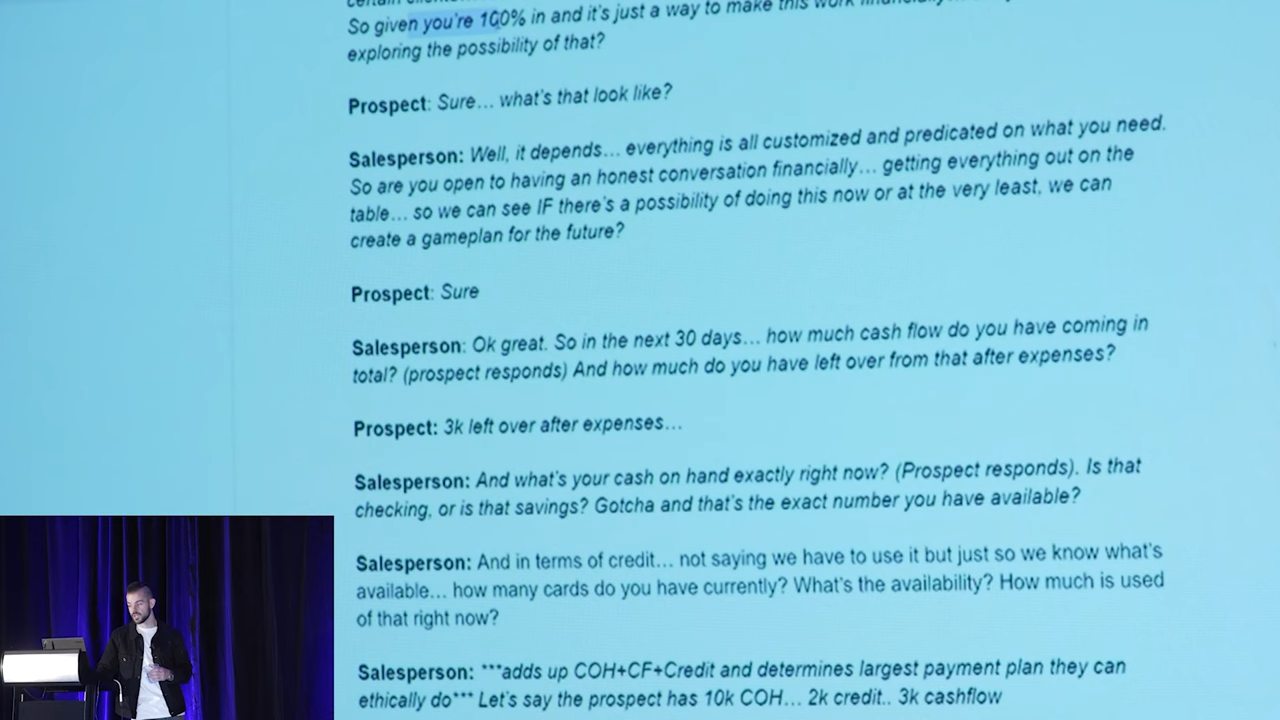 So given you're 100% in and it's just a way to make this work
exploring the possibility of that?
Prospect: Sure... what's that look like?
Salesperson: Well, it depends... everything is all customized and predicated on what you need.
So are you open to having an honest conversation financially... getting everything out on the
table... so we can see IF there's a possibility of doing this now or at the very least, we can
create a gameplan for the future?
Prospect: Sure
Salesperson: Ok great. So in the next 30 days... how much cash flow do you have coming in
total? (prospect responds) And how much do you have left over from that after expenses?
Prospect: 3k left over after expenses...
Salesperson: And what's your cash on hand exactly right now? (Prospect responds). Is that
checking, or is that savings? Gotcha and that's the exact number you have available?
Salesperson: And in terms of credit... not saying we have to use it but just so we know what's
available... how many cards do you have currently? What's the availability? How much is used
of that right now?
Salesperson: ***adds up COH+CF+Credit and determines largest payment plan they can
ethically do*** Let's say the prospect has 10k COH... 2k credit.. 3k cashflow